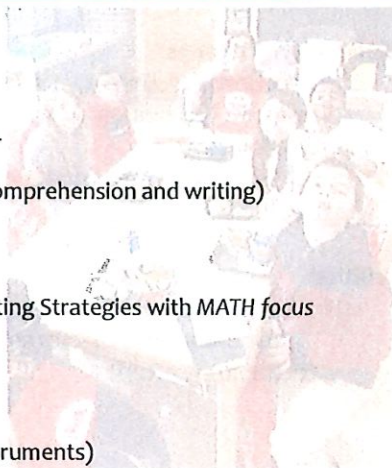 omprehension and writing)
ting Strategies with MATH focus
ruments)